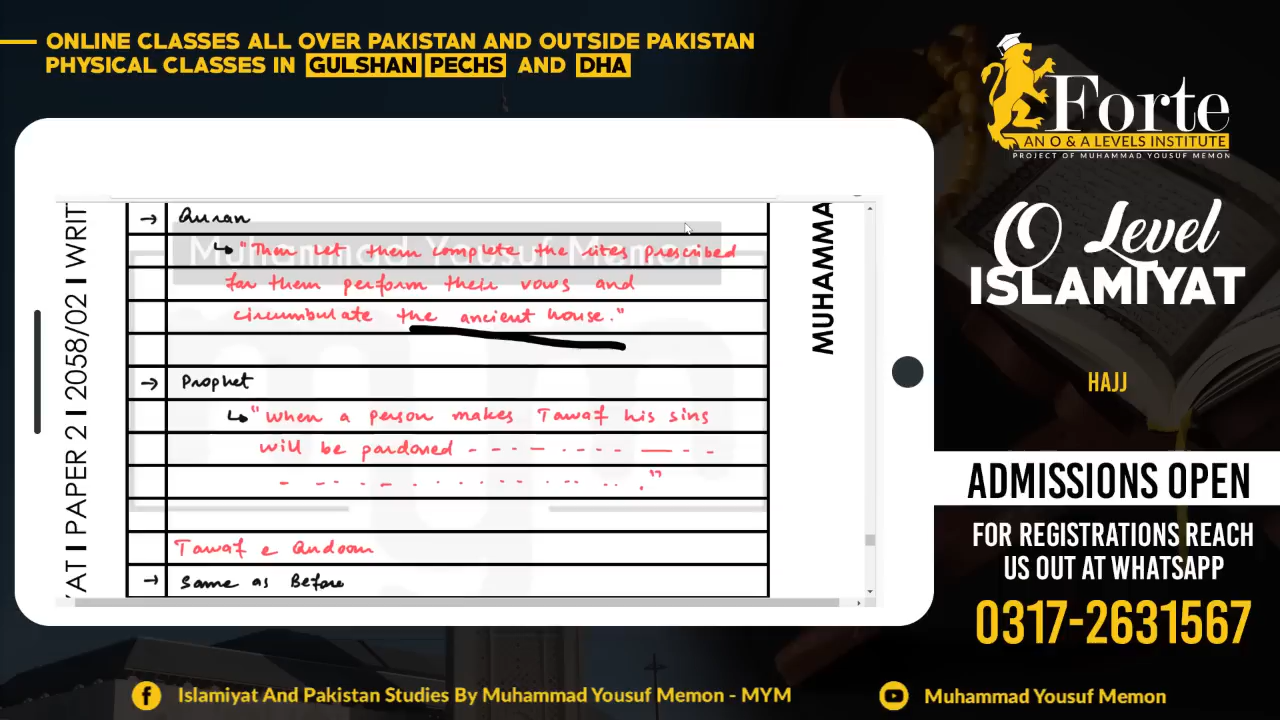 ONLINE CLASSES ALL OVER PAKISTAN AND OUTSIDE PAKISTAN
PHYSICAL CLASSES IN GULSHAN PECHS AND DHA
Forte
AN O & A LEVELS INSTITUTE
PROJECT OF MUHAMMAD YOUSUF MEMON
O Level
ISLAMIYAT
HAJJ
ADMISSIONS OPEN
FOR REGISTRATIONS REACH
US OUT AT WHATSAPP
0317-2631567
AT I PAPER 2 I 2058/02 I WRIT
MUHAMMA
Muhammad Yousuf Memon
→ Quran
↳ "Then let them complete the rites prescribed
for them perform their vows and
circumbulate the ancient house."
→ Prophet
↳ "When a person makes Tawaf his sins
will be pardoned - - - — - - - - — - -
- - - - - - - - - - - - - - - ."
Tawaf e Qudoom
→ Same as Before
Islamiyat And Pakistan Studies By Muhammad Yousuf Memon - MYM
Muhammad Yousuf Memon